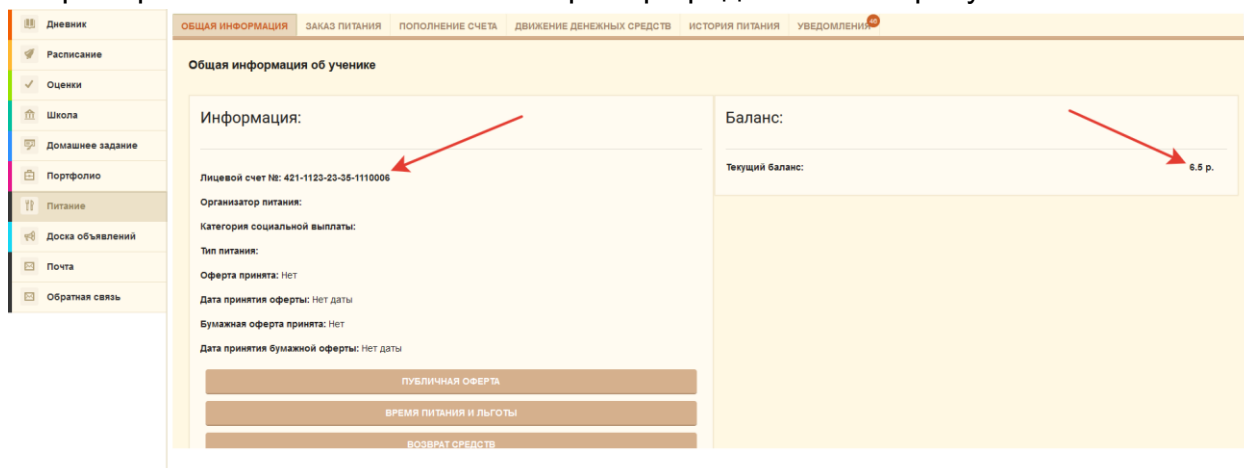 Дневник
Расписание
Оценки
Школа
Домашнее задание
Портфолио
Питание
Доска объявлений
Почта
Обратная связь
ОБЩАЯ ИНФОРМАЦИЯ ЗАКАЗ ПИТАНИЯ ПОПОЛНЕНИЕ СЧЕТА ДВИЖЕНИЕ ДЕНЕЖНЫХ СРЕДСТВ ИСТОРИЯ ПИТАНИЯ УВЕДОМЛЕНИЯ
Общая информация об ученике
Информация:
Лицевой счет №: 421-1123-23-35-1110006
Организатор питания:
Категория социальной выплаты:
Тип питания:
Оферта принята: Нет
Дата принятия оферты: Нет даты
Бумажная оферта принята: Нет
Дата принятия бумажной оферты: Нет даты
ПУБЛИЧНАЯ ОФЕРТА
ВРЕМЯ ПИТАНИЯ И ЛЬГОТЫ
ВОЗВРАТ СРЕДСТВ
Баланс:
Текущий баланс: 6.5 р.